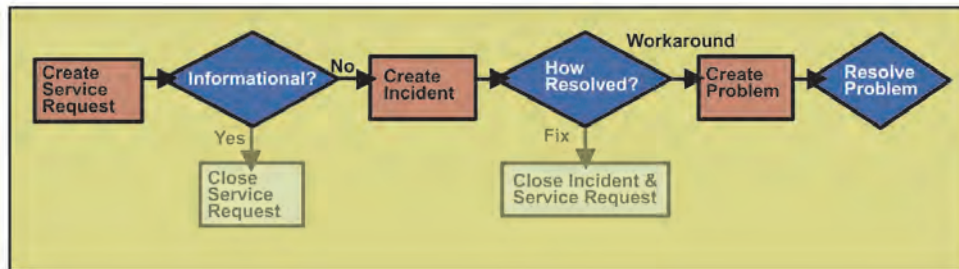 Create
Service
Request
Informational?
No
Create
Incident
How
Resolved?
Workaround
Create
Problem
Resolve
Problem
Yes
Close
Service
Request
Fix
Close Incident &
Service Request